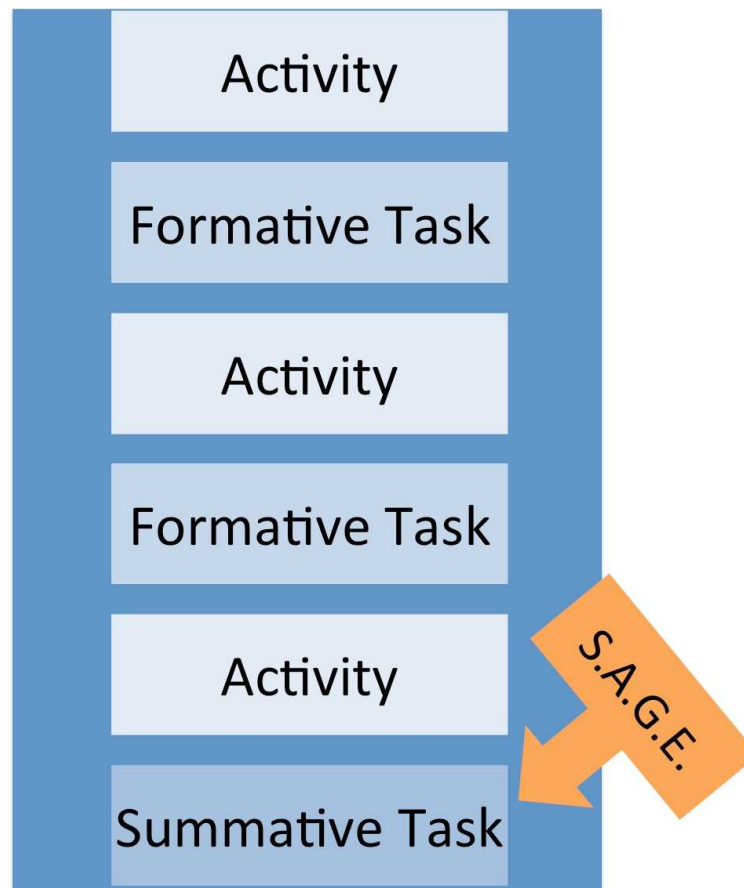 Activity
Formative Task
Activity
Formative Task
Activity
S.A.G.E.
Summative Task